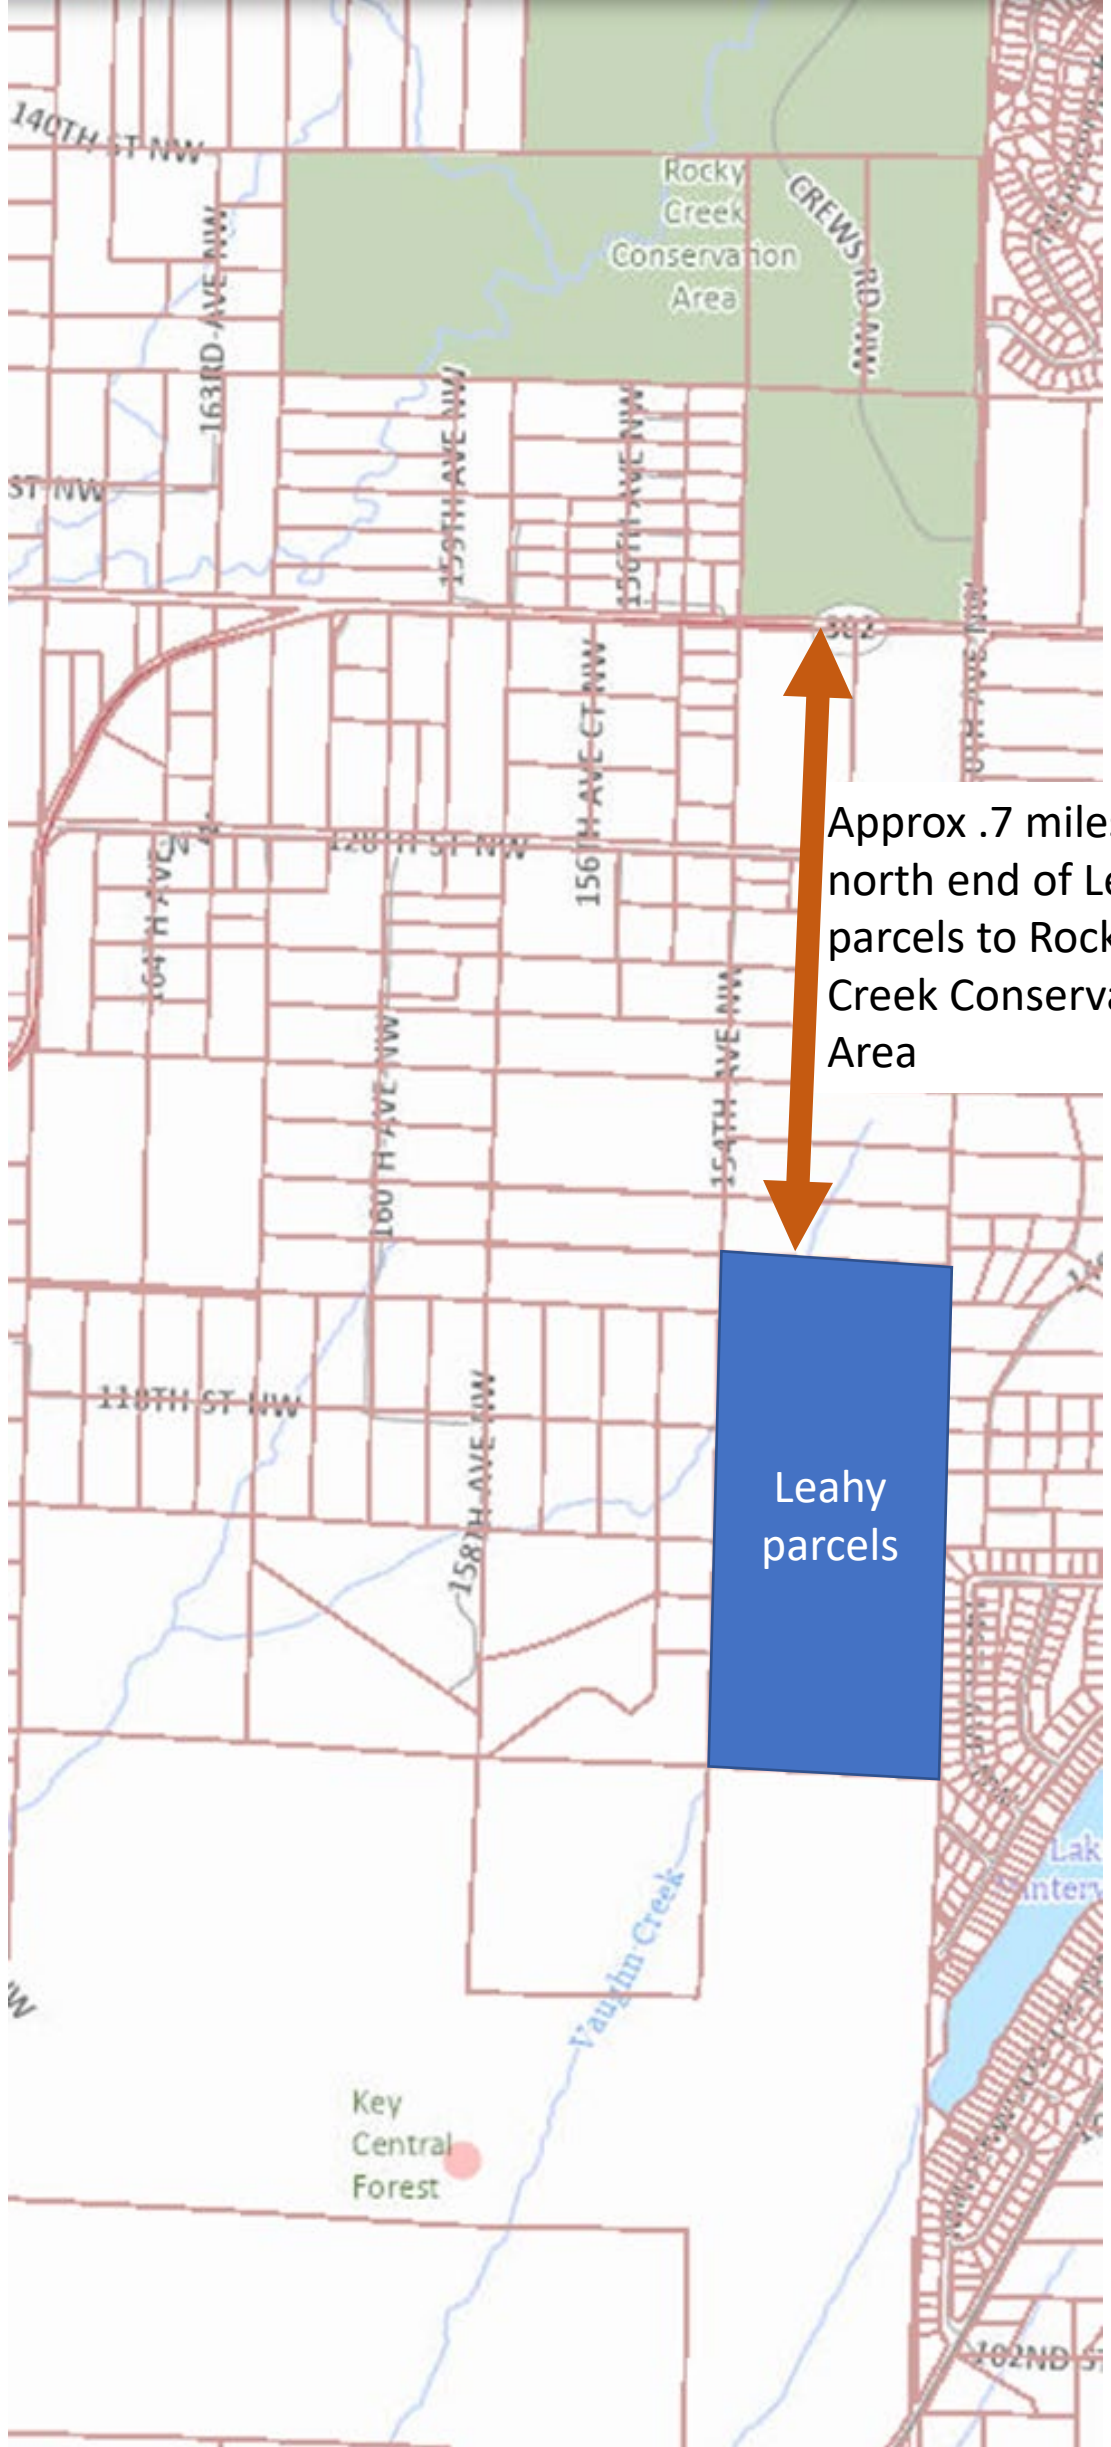 140TH ST NW
Rocky
Creek
Conservation
Area
CREWS RD NW
163RD AVE NW
159TH AVE NW
156TH AVE NW
ST NW
302
AVE NW
156TH AVE CT NW
Approx .7 miles
north end of Le
parcels to Rock
Creek Conserva
Area
128TH ST NW
164TH AVE N
154TH AVE NW
160TH AVE NW
118TH ST NW
158TH AVE NW
Leahy
parcels
Lak
Vaughn Creek
Key
Central
Forest
102ND ST